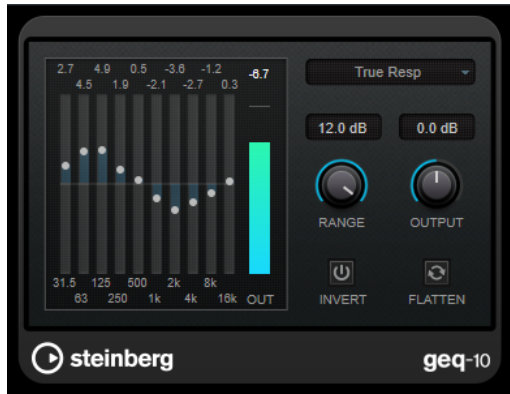 2.7 4.9 0.5 -3.6 -1.2
4.5 1.9 -2.1 -2.7 0.3
-6.7
True Resp
12.0 dB 0.0 dB
RANGE OUTPUT
31.5 125 500 2k 8k
63 250 1k 4k 16k OUT
INVERT FLATTEN
steinberg geq-10